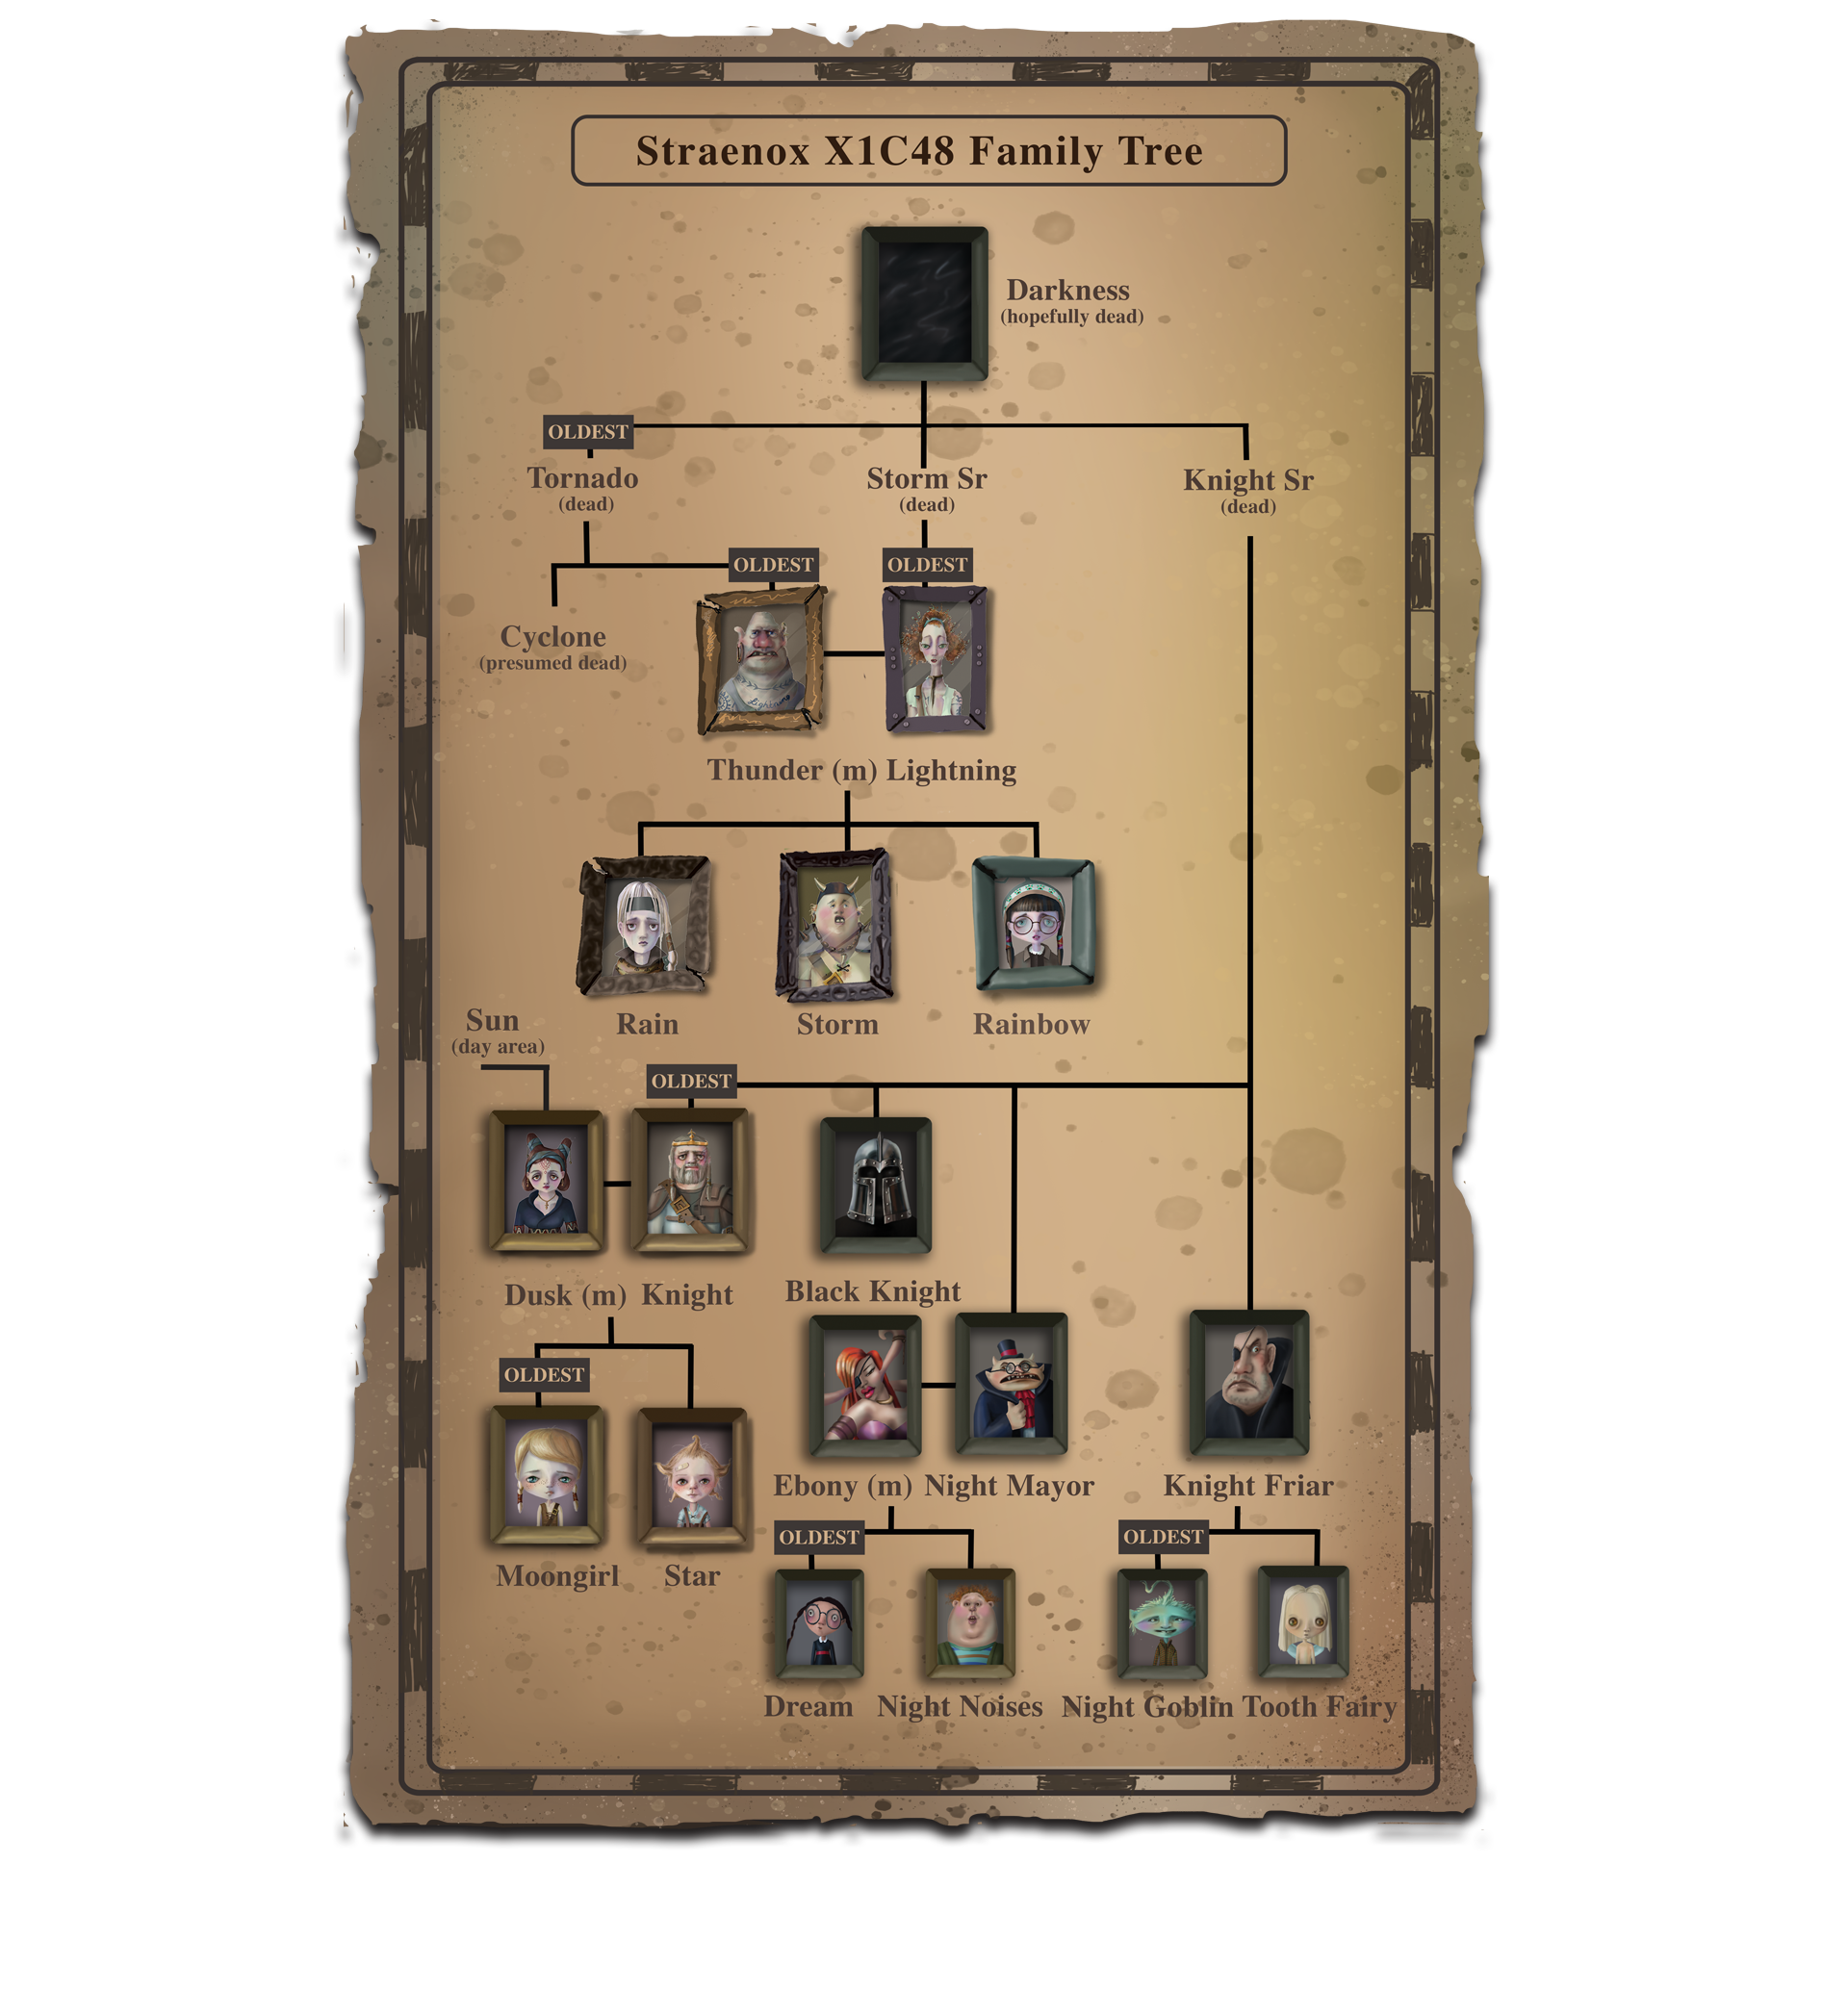 Straenox X1C48 Family Tree
Darkness
(hopefully dead)
OLDEST
Tornado
(dead)
Storm Sr
(dead)
Knight Sr
(dead)
OLDEST
OLDEST
Cyclone
(presumed dead)
Thunder (m) Lightning
Rain
Storm
Rainbow
Sun
(day area)
OLDEST
Dusk (m) Knight
Black Knight
OLDEST
Moongirl
Star
Ebony (m) Night Mayor
Knight Friar
OLDEST
OLDEST
Dream
Night Noises
Night Goblin
Tooth Fairy